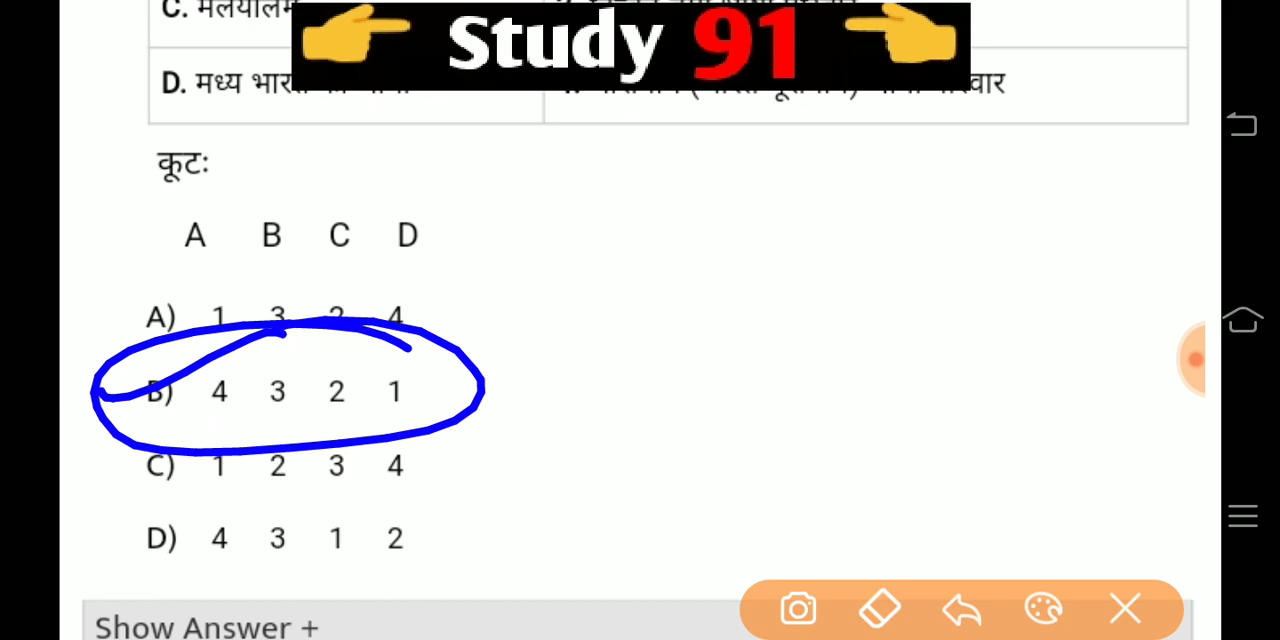 C. मलयालम
Study 91
D. मध्य
वार
कूटः
A B C D
A) 1 3 2 4
B) 4 3 2 1
C) 1 2 3 4
D) 4 3 1 2
Show Answer +